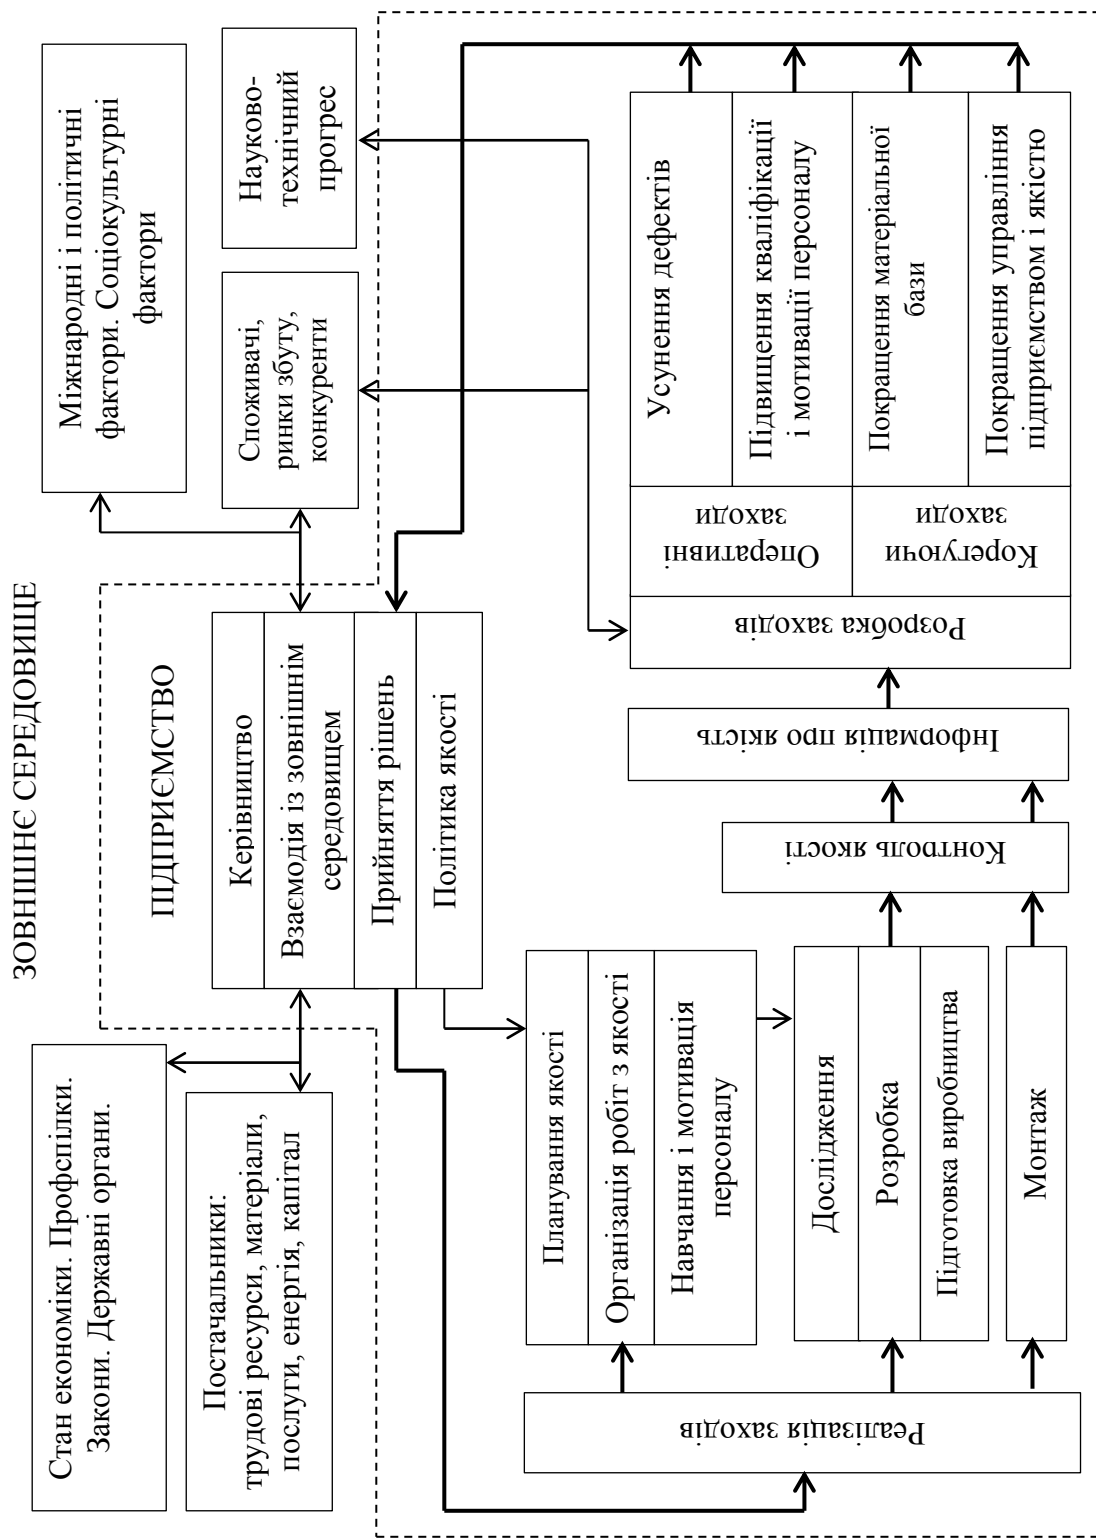 ЗОВНІШНЄ СЕРЕДОВИЩЕ
Стан економіки. Профспілки.
Закони. Державні органи.
Постачальники:
трудові ресурси, матеріали,
послуги, енергія, капітал
Міжнародні і політичні
фактори. Соціокультурні
фактори
Споживачі,
ринки збуту,
конкуренти
Науково-
технічний
прогрес
ПІДПРИЄМСТВО
Керівництво
Взаємодія із зовнішнім
середовищем
Прийняття рішень
Політика якості
Реалізація заходів
Планування якості
Організація робіт з якості
Навчання і мотивація
персоналу
Дослідження
Розробка
Підготовка виробництва
Монтаж
Контроль якості
Інформація про якість
Розробка заходів
Оперативні
заходи
Корегуючи
заходи
Усунення дефектів
Підвищення кваліфікації
і мотивації персоналу
Покращення матеріальної
бази
Покращення управління
підприємством і якістю